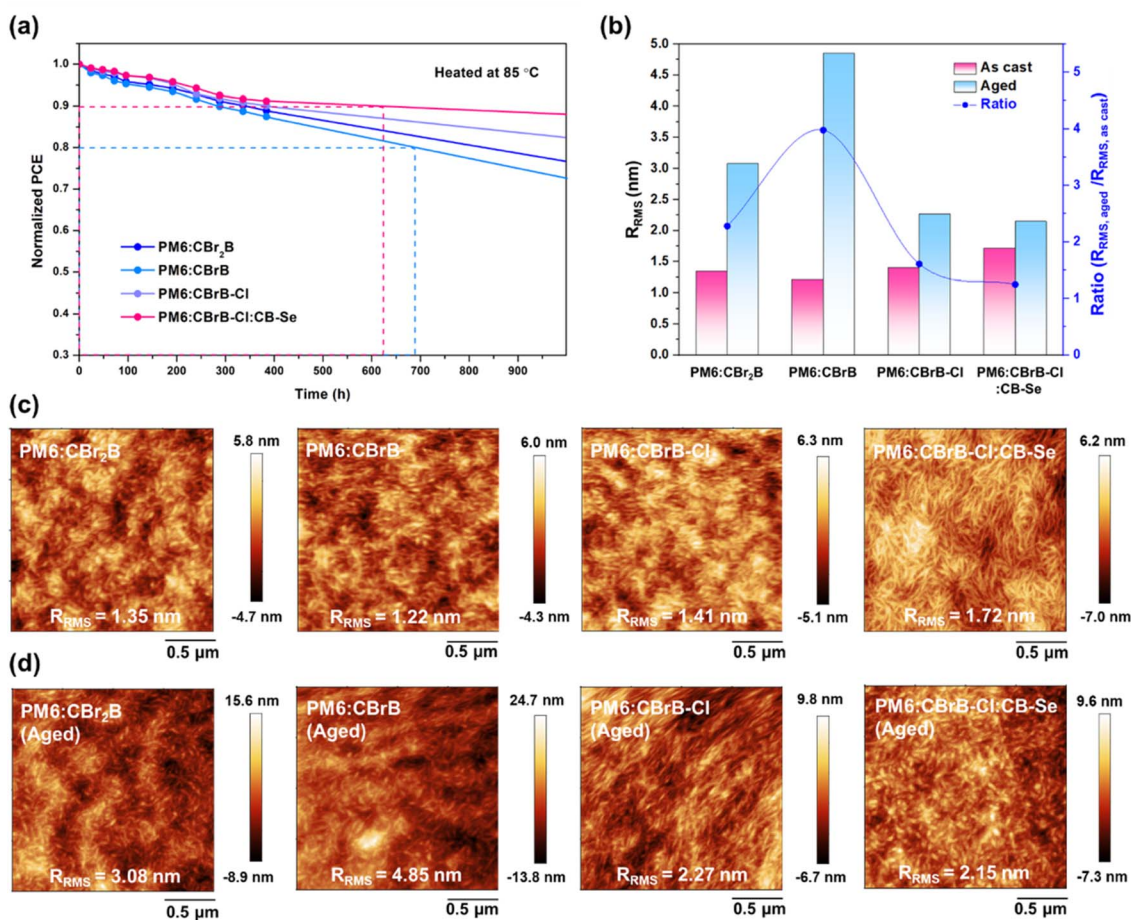 (a)
1.0
0.9
0.8
0.7
0.6
0.5
0.4
0.3
Normalized PCE
Heated at 85 °C
PM6:CBr₂B
PM6:CBrB
PM6:CBrB-Cl
PM6:CBrB-Cl:CB-Se
0 100 200 300 400 500 600 700 800 900
Time (h)
(b)
5.0
4.5
4.0
3.5
3.0
2.5
2.0
1.5
1.0
0.5
0.0
R_RMS (nm)
As cast
Aged
Ratio
5
4
3
2
1
0
Ratio (R_RMS, aged /R_RMS, as cast)
PM6:CBr₂B PM6:CBrB PM6:CBrB-Cl PM6:CBrB-Cl
:CB-Se
(c)
PM6:CBr₂B
R_RMS = 1.35 nm
5.8 nm
-4.7 nm
0.5 µm
PM6:CBrB
R_RMS = 1.22 nm
6.0 nm
-4.3 nm
0.5 µm
PM6:CBrB-Cl
R_RMS = 1.41 nm
6.3 nm
-5.1 nm
0.5 µm
PM6:CBrB-Cl:CB-Se
R_RMS = 1.72 nm
6.2 nm
-7.0 nm
0.5 µm
(d)
PM6:CBr₂B
(Aged)
R_RMS = 3.08 nm
15.6 nm
-8.9 nm
0.5 µm
PM6:CBrB
(Aged)
R_RMS = 4.85 nm
24.7 nm
-13.8 nm
0.5 µm
PM6:CBrB-Cl
(Aged)
R_RMS = 2.27 nm
9.8 nm
-6.7 nm
0.5 µm
PM6:CBrB-Cl:CB-Se
(Aged)
R_RMS = 2.15 nm
9.6 nm
-7.3 nm
0.5 µm